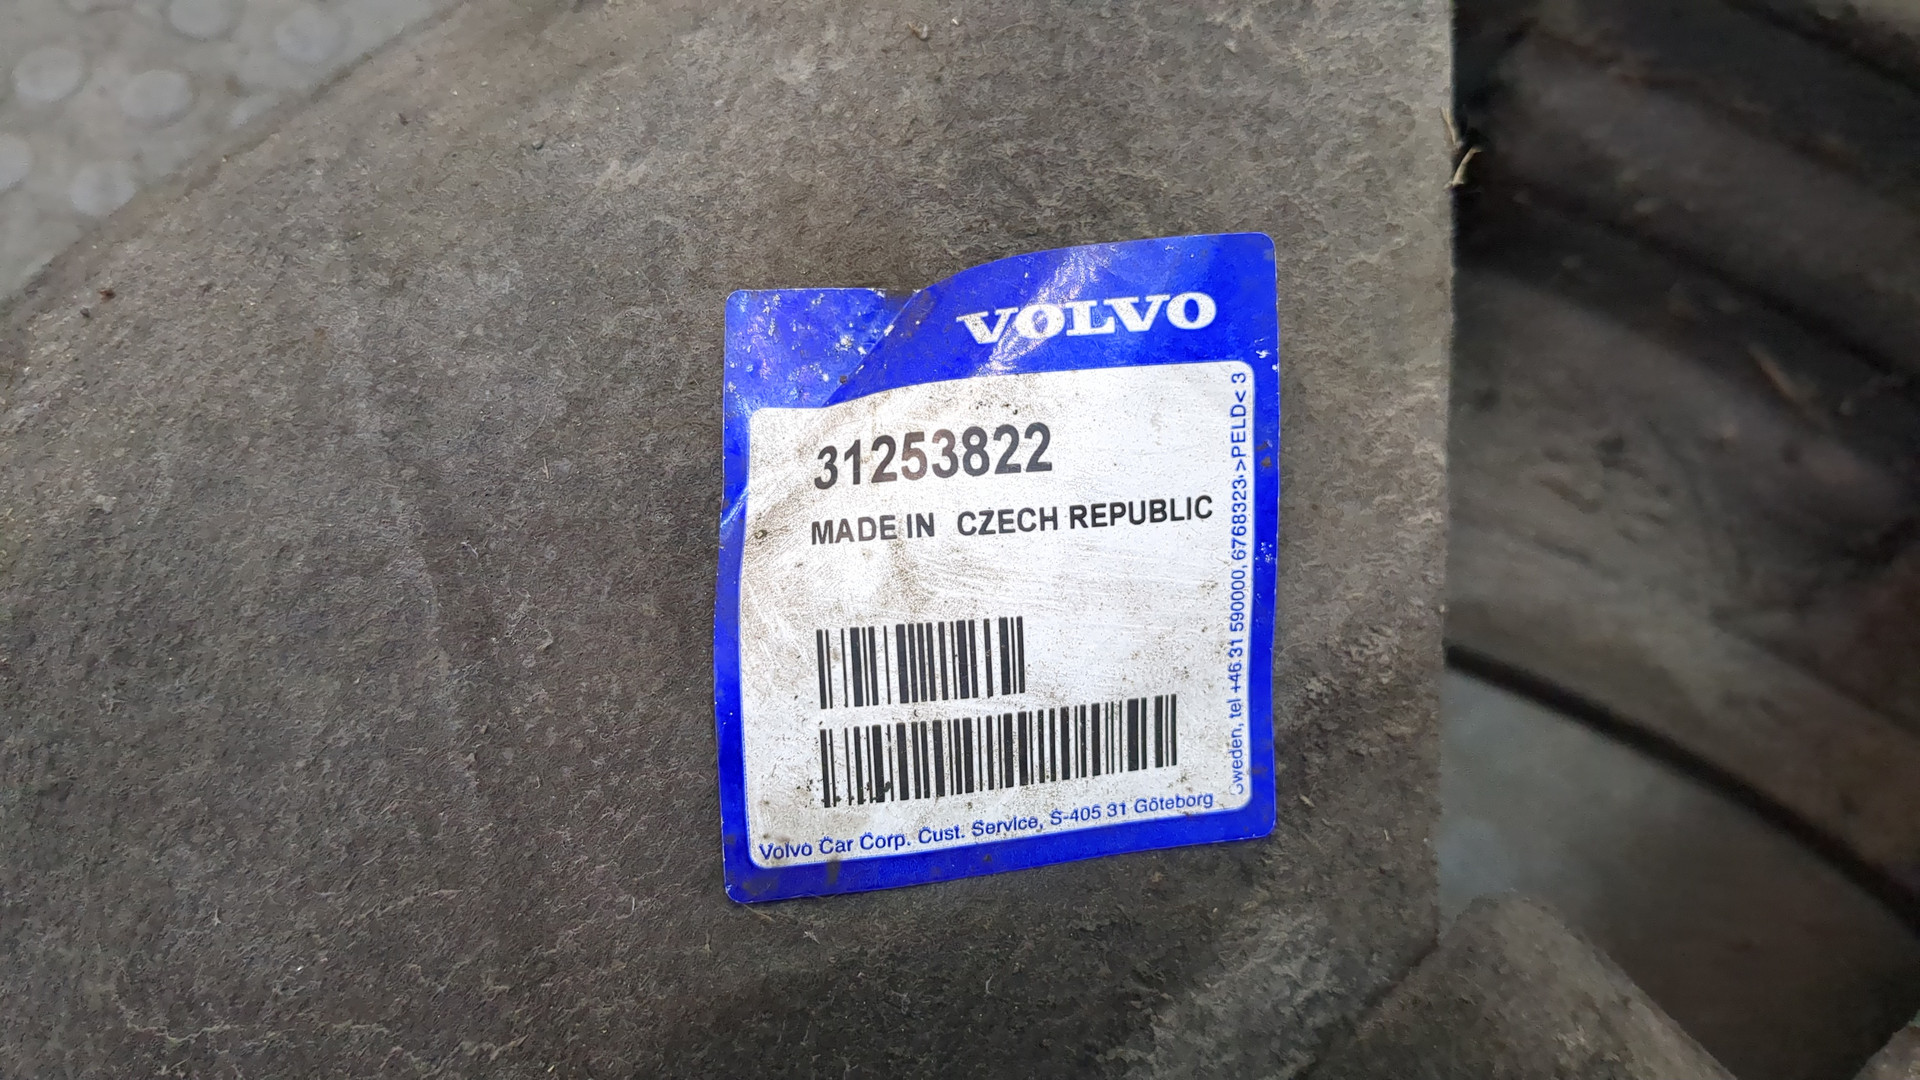 VOLVO
31253822
MADE IN CZECH REPUBLIC
Volvo Car Corp. Cust. Service, S-405 31 Göteborg
Sweden, tel +46 31 590000, 6768323 >PELD< 3